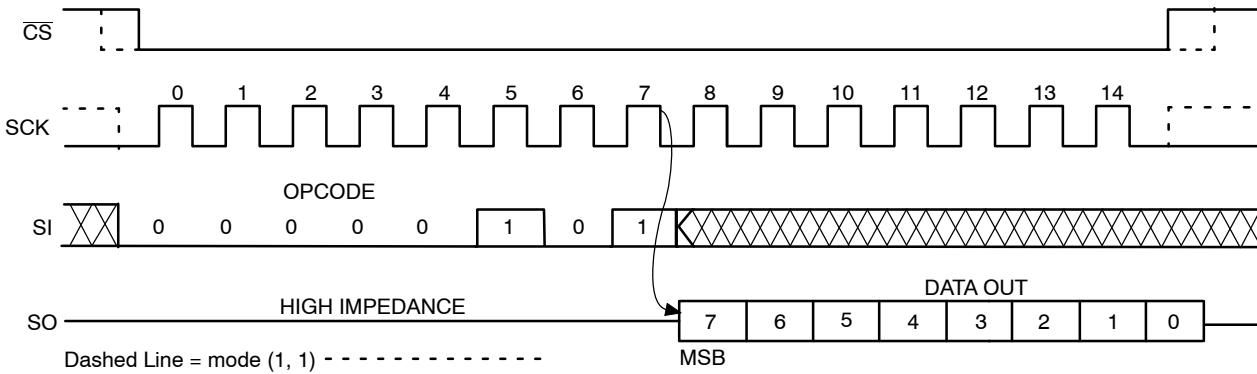 CS
0 1 2 3 4 5 6 7 8 9 10 11 12 13 14
SCK
OPCODE
SI 0 0 0 0 0 1 0 1
HIGH IMPEDANCE DATA OUT
SO 7 6 5 4 3 2 1 0
Dashed Line = mode (1, 1) - - - - - - - - - - - - - MSB